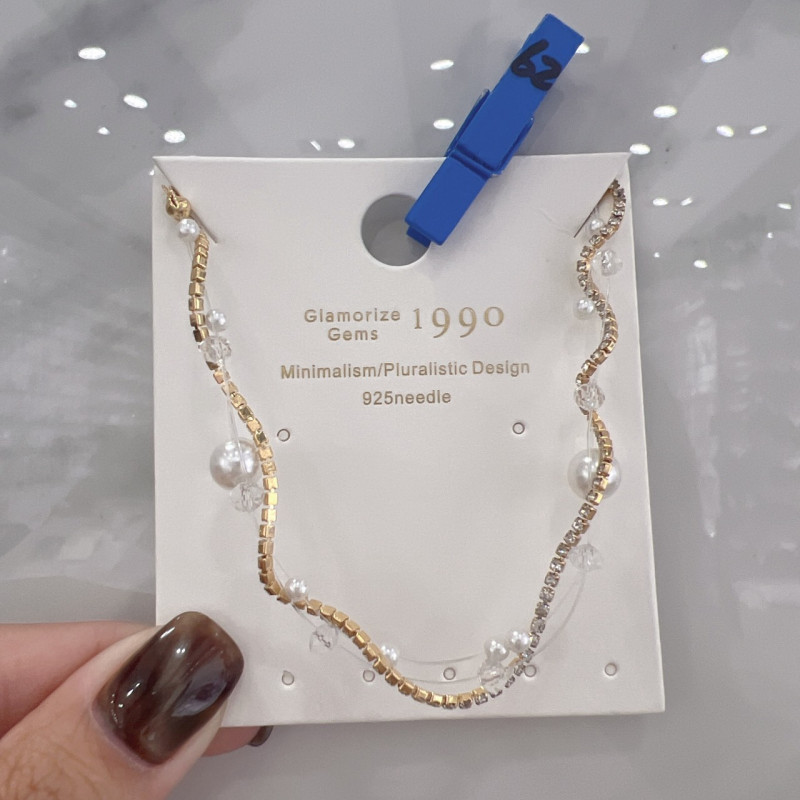 62
Glamorize 1990
Gems
Minimalism/Pluralistic Design
925needle